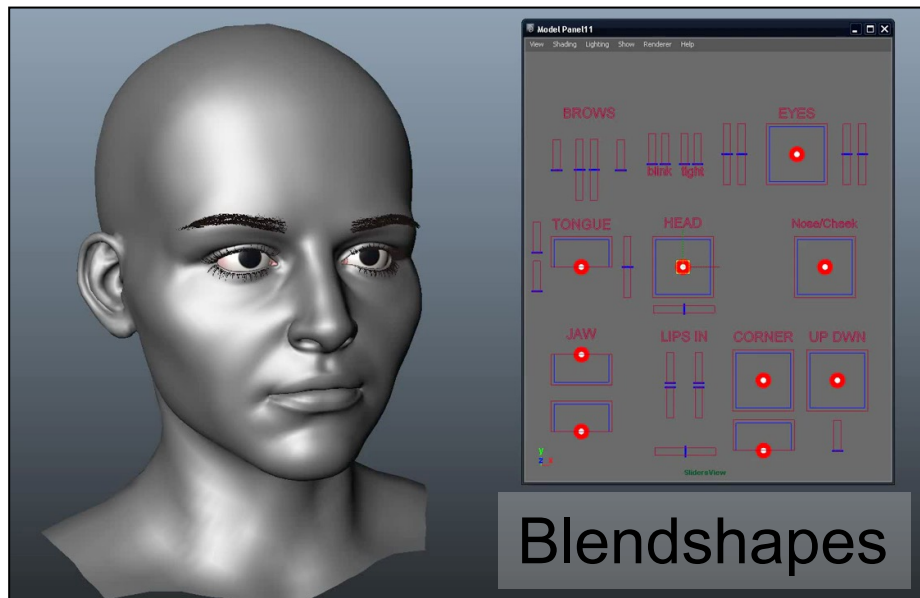 Model Panel11
View Shading Lighting Show Renderer Help
BROWS
EYES
blink tight
TONGUE
HEAD
Nose/Cheek
JAW
LIPS IN
CORNER
UP DWN
y
z x
SlidersView
Blendshapes